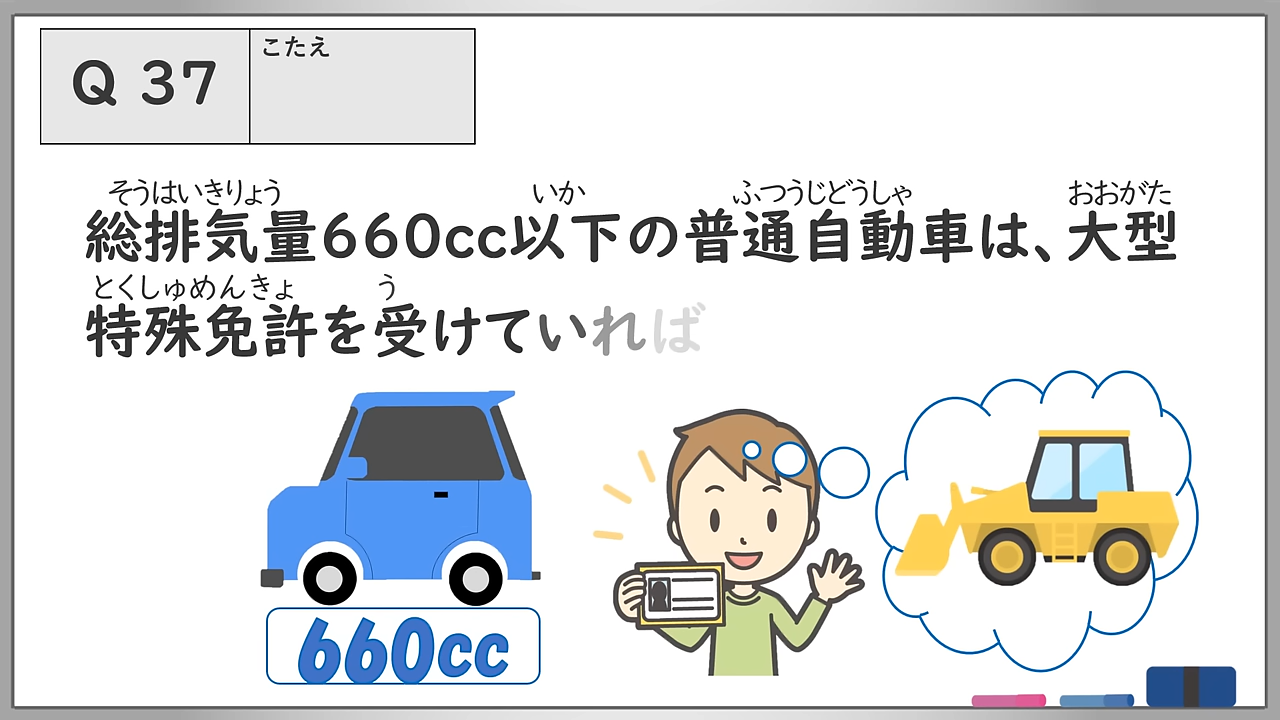 Q 37
こたえ
そうはいきりょう いか ふつうじどうしゃ おおがた
総排気量660cc以下の普通自動車は、大型
とくしゅめんきょ う
特殊免許を受けていれば
660cc